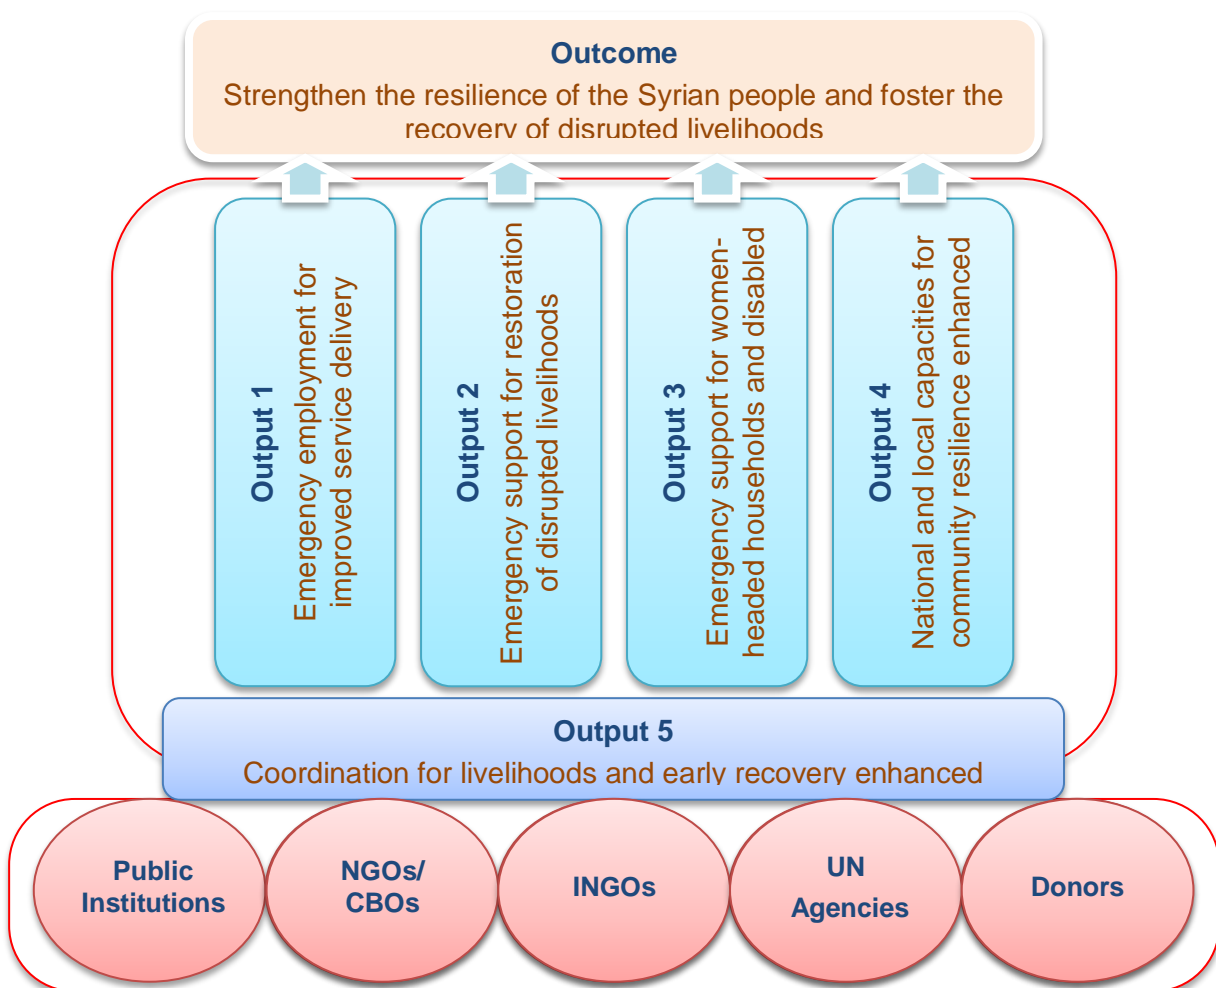 Outcome
Strengthen the resilience of the Syrian people and foster the
recovery of disrupted livelihoods
Output 1
Emergency employment for
improved service delivery
Output 2
Emergency support for restoration
of disrupted livelihoods
Output 3
Emergency support for women-
headed households and disabled
Output 4
National and local capacities for
community resilience enhanced
Output 5
Coordination for livelihoods and early recovery enhanced
Public
Institutions
NGOs/
CBOs
INGOs
UN
Agencies
Donors